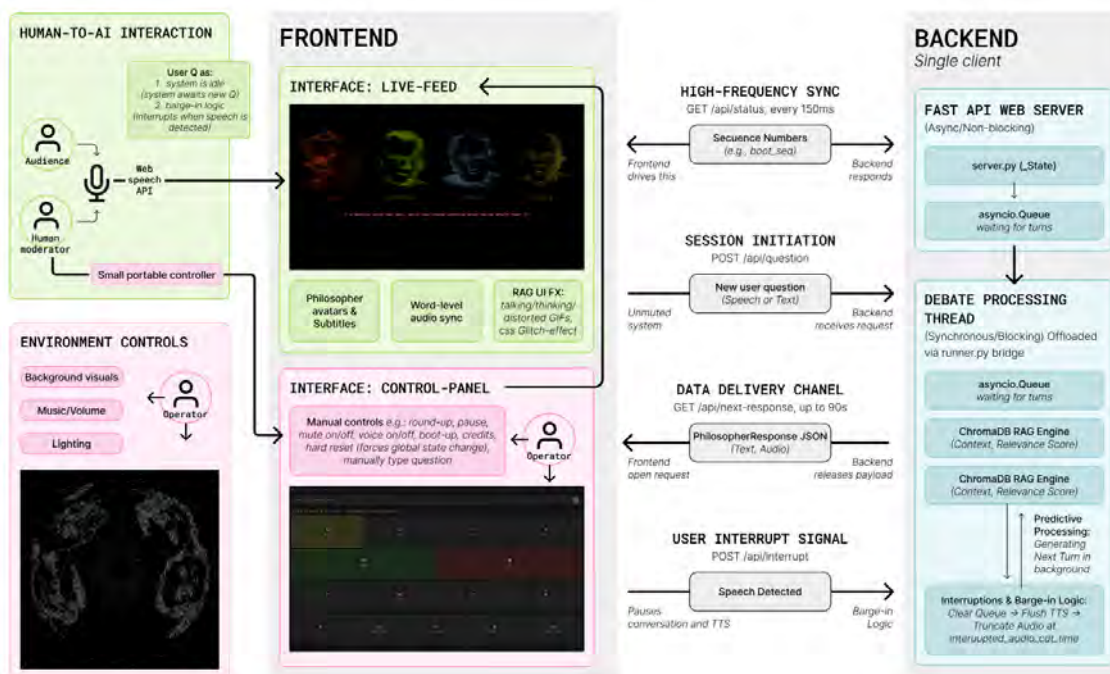 HUMAN-TO-AI INTERACTION
User Q as:
1. system is idle
(system awaits new Q)
2. barge-in logic
(interrupts when speech is
detected)
Audience
Web
speech
API
Human
moderator
Small portable controller
ENVIRONMENT CONTROLS
Background visuals
Music/Volume
Lighting
Operator
FRONTEND
INTERFACE: LIVE-FEED
Philosopher
avatars &
Subtitles
Word-level
audio sync
RAG UI FX:
talking/thinking/
distorted GIFs,
css Glitch-effect
INTERFACE: CONTROL-PANEL
Manual controls e.g.: round-up, pause,
mute on/off, voice on/off, boot-up, credits,
hard reset (forces global state change),
manually type question
Operator
HIGH-FREQUENCY SYNC
GET /api/status, every 150ms
Secuence Numbers
(e.g., boot_seq)
Frontend
drives this
Backend
responds
SESSION INITIATION
POST /api/question
New user question
(Speech or Text)
Unmuted
system
Backend
receives request
DATA DELIVERY CHANEL
GET /api/next-response, up to 90s
PhilosopherResponse JSON
(Text, Audio)
Frontend
open request
Backend
releases payload
USER INTERRUPT SIGNAL
POST /api/interrupt
Speech Detected
Pauses
conversation and TTS
Barge-in
Logic
BACKEND
Single client
FAST API WEB SERVER
(Async/Non-blocking)
server.py (_State)
asyncio.Queue
waiting for turns
DEBATE PROCESSING
THREAD
(Synchronous/Blocking) Offloaded
via runner.py bridge
asyncio.Queue
waiting for turns
ChromaDB RAG Engine
(Context, Relevance Score)
ChromaDB RAG Engine
(Context, Relevance Score)
Predictive
Processing:
Generating
Next Turn in
background
Interruptions & Barge-in Logic:
Clear Queue → Flush TTS →
Truncate Audio at